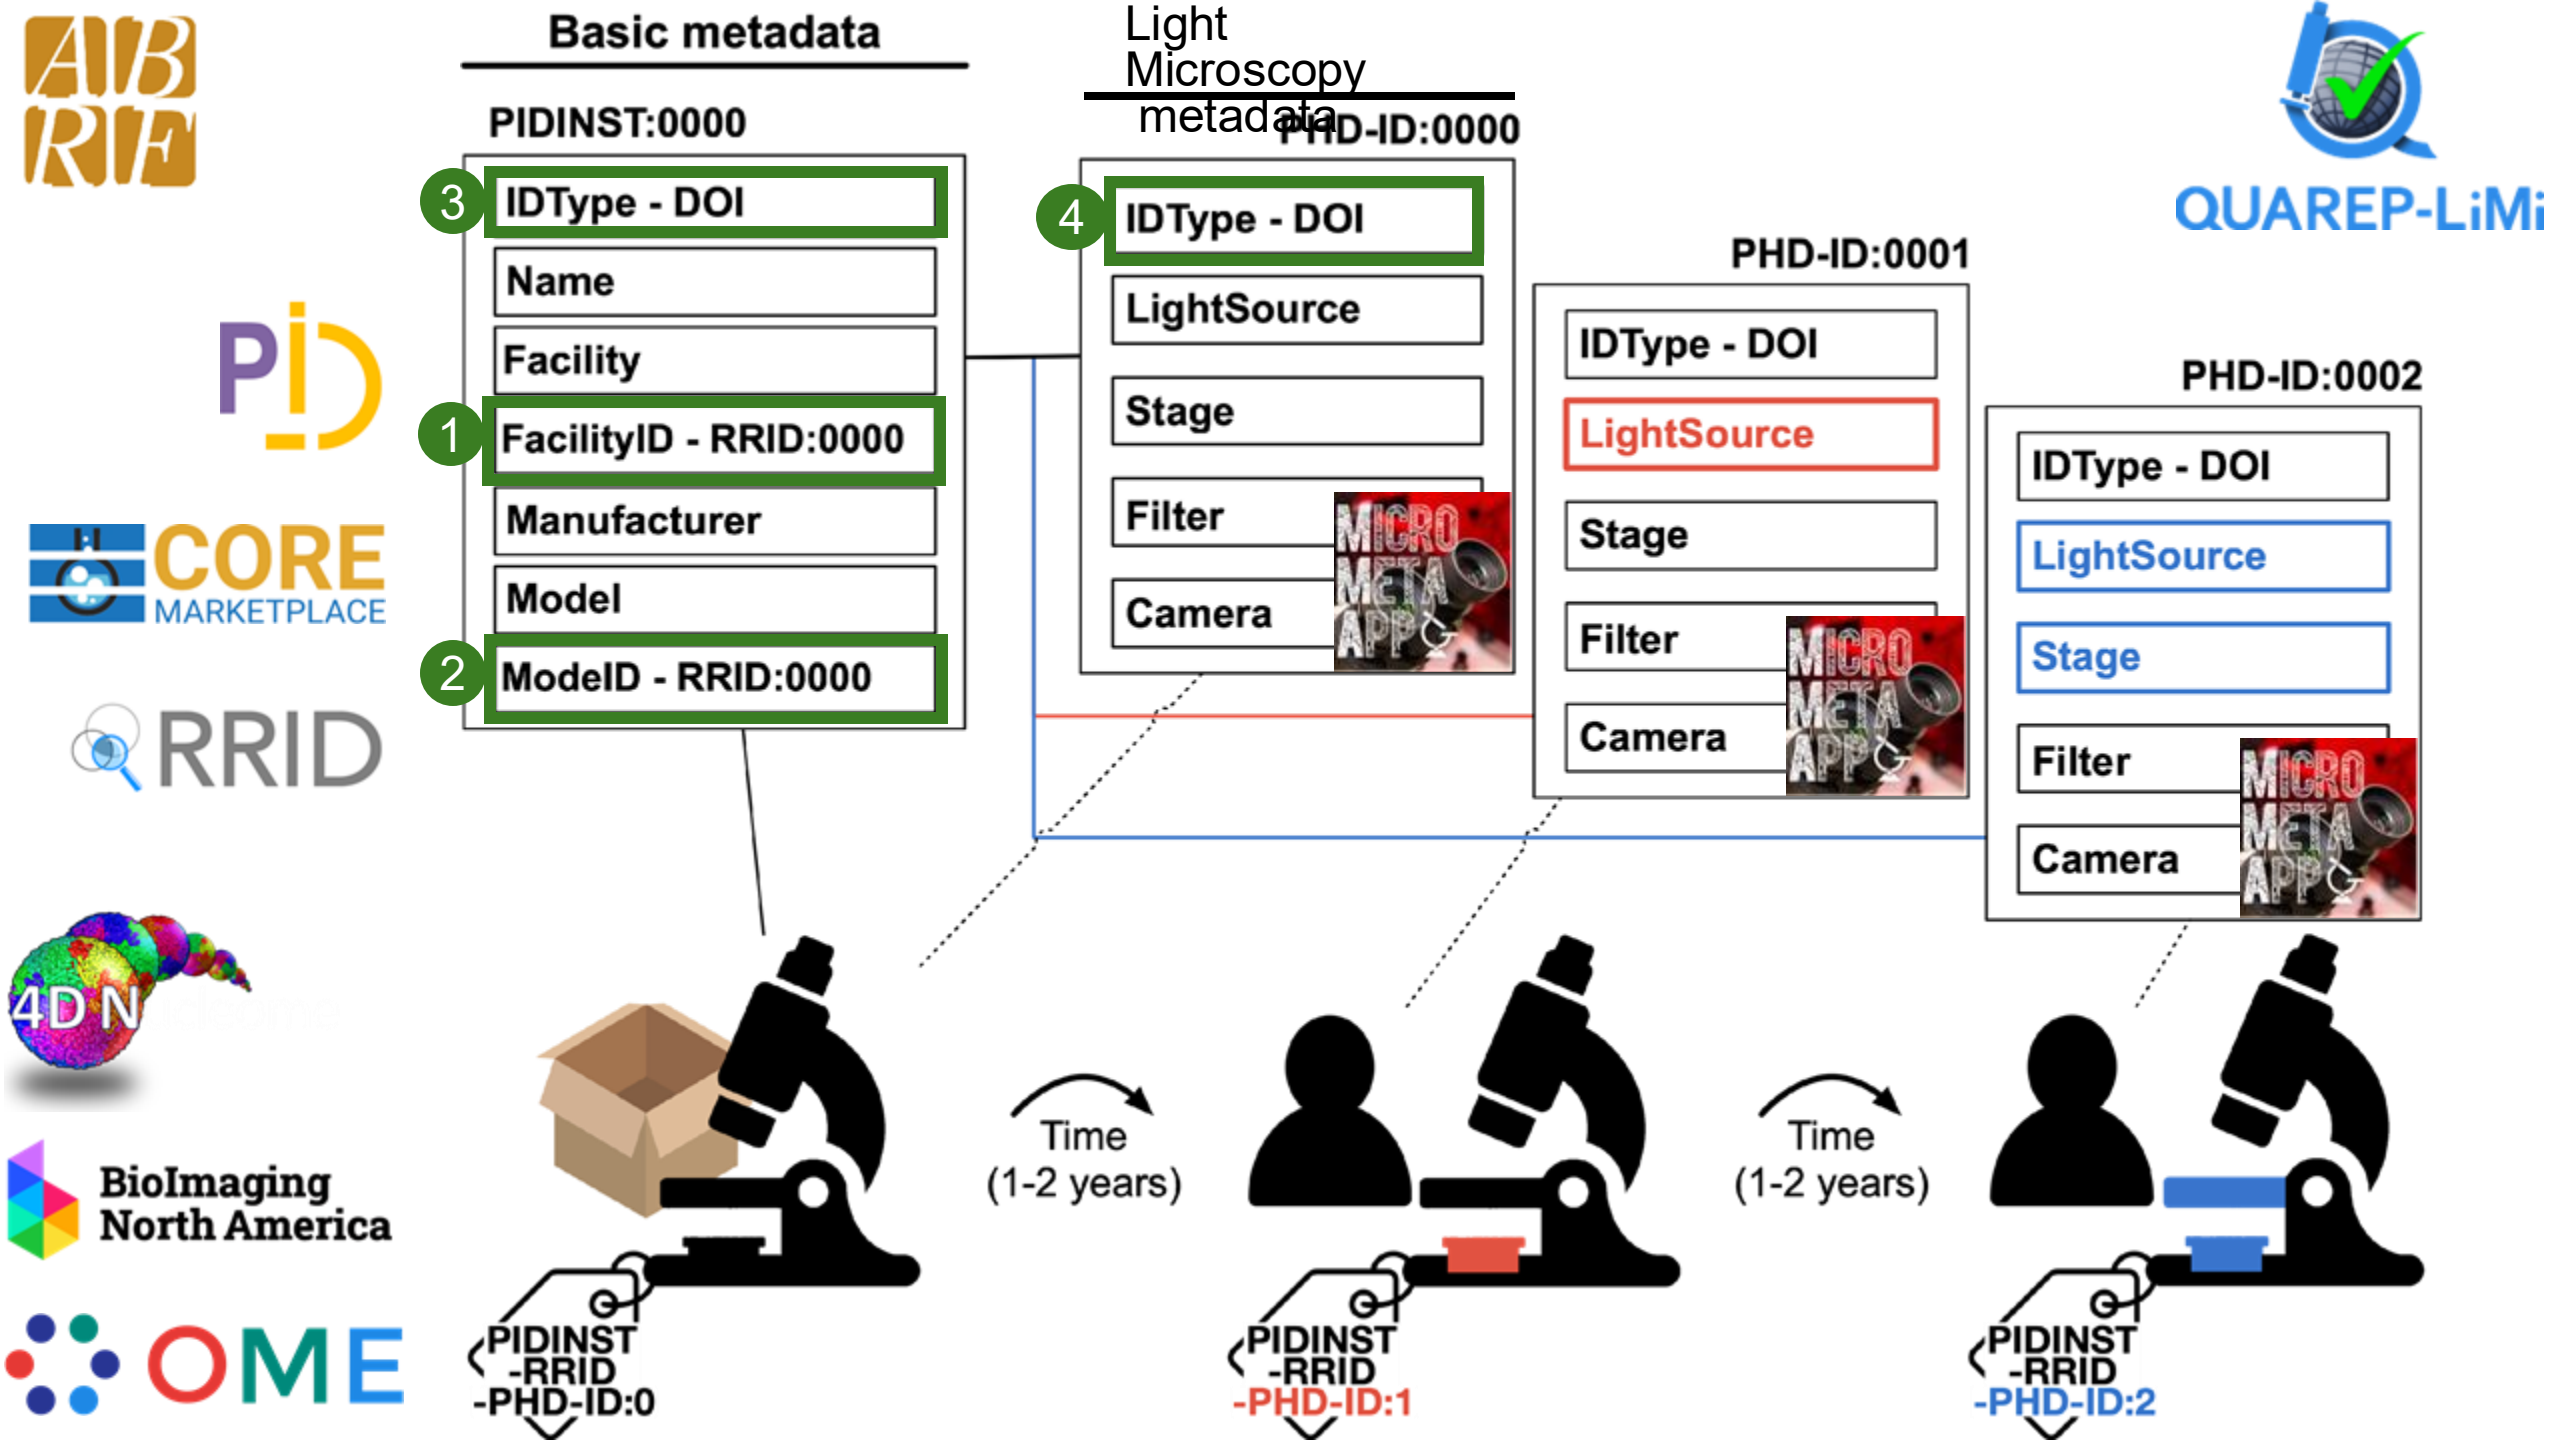 AB
RF
PID
CORE
MARKETPLACE
RRID
4DN
BioImaging
North America
OME
Basic metadata
PIDINST:0000
3
IDType - DOI
Name
Facility
1
FacilityID - RRID:0000
Manufacturer
Model
2
ModelD - RRID:0000
Light
Microscopy
metadata
PHD-ID:0000
4
IDType - DOI
LightSource
Stage
Filter
Camera
MICRO
META
APP
PHD-ID:0001
IDType - DOI
LightSource
Stage
Filter
Camera
MICRO
META
APP
PHD-ID:0002
IDType - DOI
LightSource
Stage
Filter
Camera
MICRO
META
APP
QUAREP-LiMi
Time
(1-2 years)
Time
(1-2 years)
PIDINST
-RRID
-PHD-ID:0
PIDINST
-RRID
-PHD-ID:1
PIDINST
-RRID
-PHD-ID:2